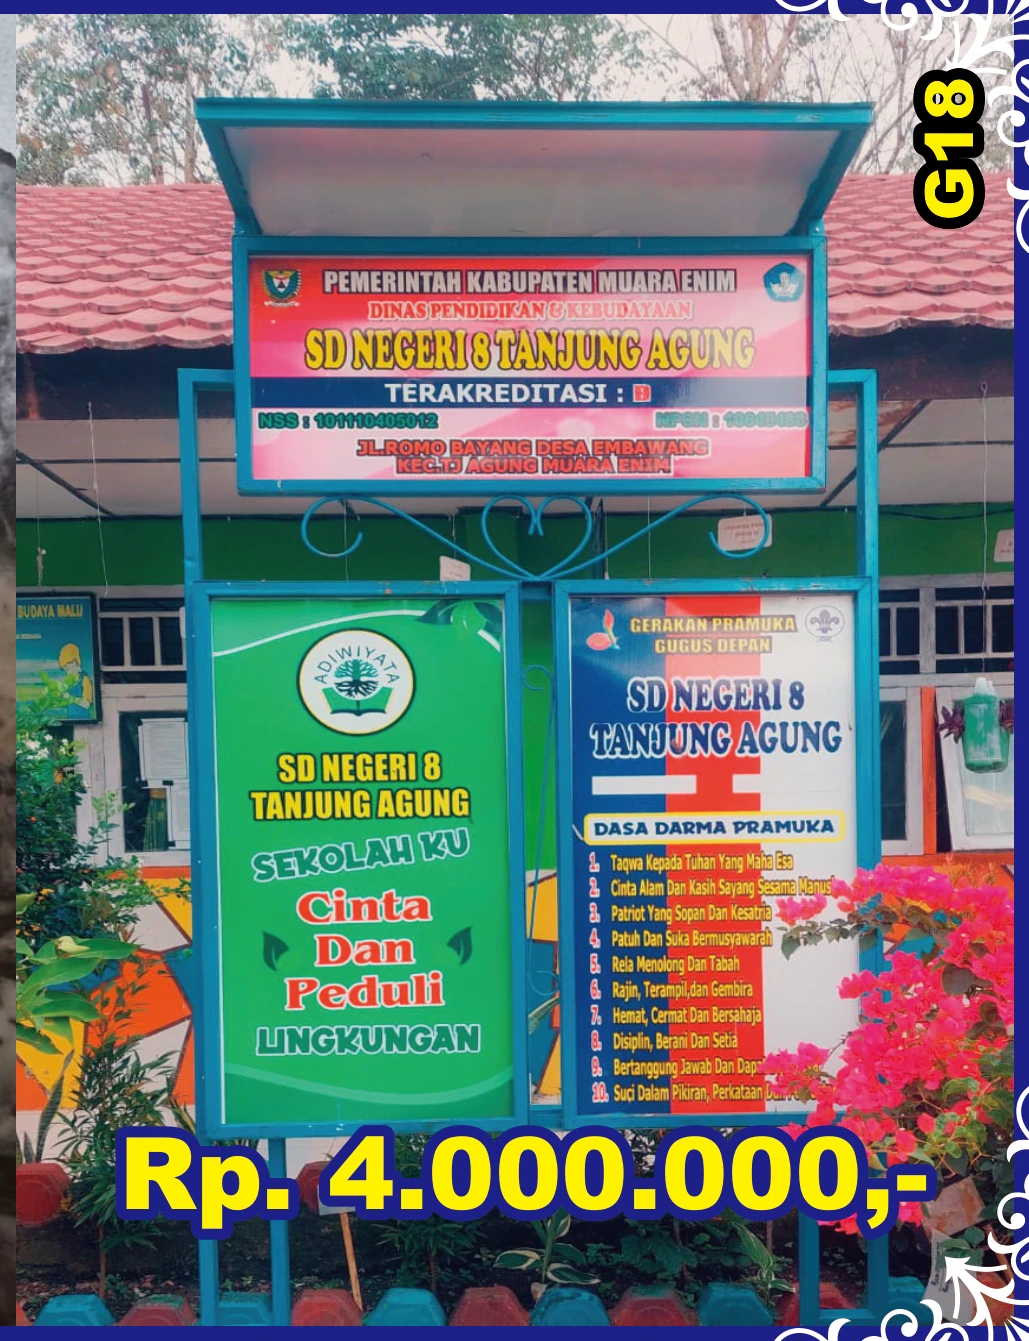 G18
PEMERINTAH KABUPATEN MUARA ENIM
DINAS PENDIDIKAN & KEBUDAYAAN
SD NEGERI 8 TANJUNG AGUNG
TERAKREDITASI : B
NSS : 101110405012
NPSN :
JL.ROMO BAYANG DESA EMBAWANG
KEC.TJ AGUNG MUARA ENIM
BUDAYA MALU
ADIWIYATA
SD NEGERI 8
TANJUNG AGUNG
SEKOLAH KU
Cinta
Dan
Peduli
LINGKUNGAN
GERAKAN PRAMUKA
GUGUS DEPAN
SD NEGERI 8
TANJUNG AGUNG
DASA DARMA PRAMUKA
1. Taqwa Kepada Tuhan Yang Maha Esa
2. Cinta Alam Dan Kasih Sayang Sesama Manus
3. Patriot Yang Sopan Dan Kesatria
4. Patuh Dan Suka Bermusyawarah
5. Rela Menolong Dan Tabah
6. Rajin, Terampil,dan Gembira
7. Hemat, Cermat Dan Bersahaja
8. Disiplin, Berani Dan Setia
9. Bertanggung Jawab Dan Dapa
10. Suci Dalam Pikiran, Perkataan
Rp. 4.000.000,-